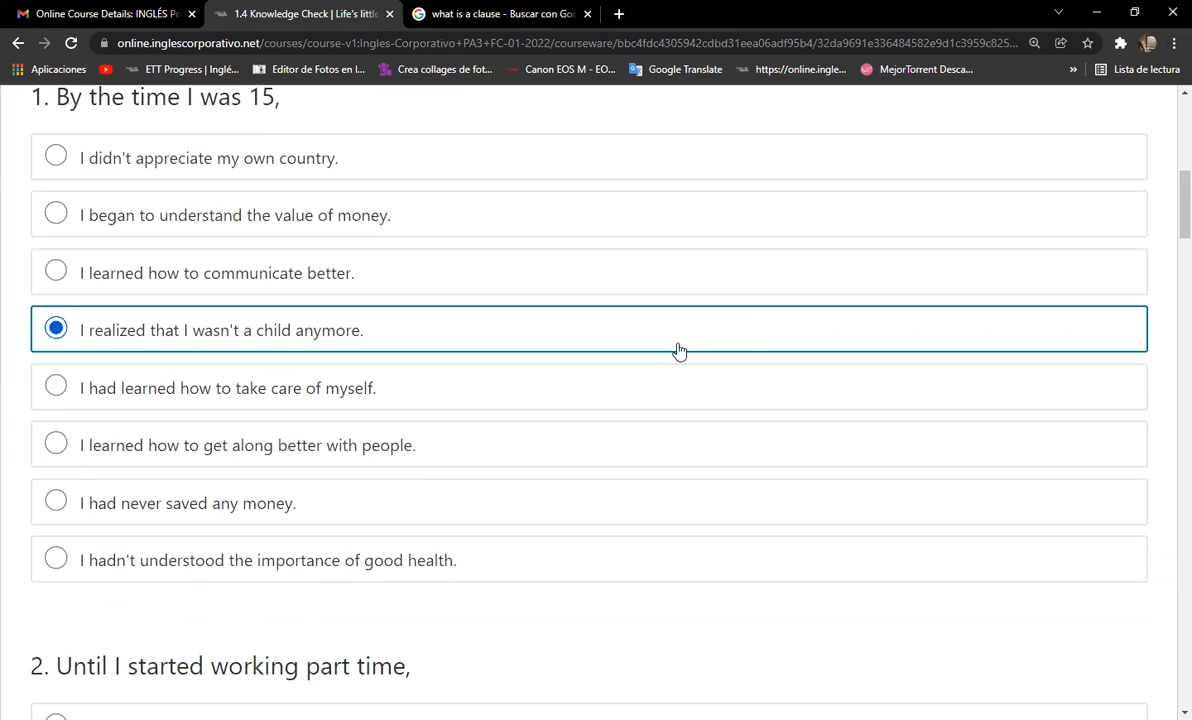 Online Course Details: INGLÉS Pr
1.4 Knowledge Check | Life's little
what is a clause - Buscar con Goo
online.inglescorporativo.net/courses/course-v1:Ingles-Corporativo+PA3+FC-01-2022/courseware/bbc4fdc4305942cdbd31eea06adf95b4/32da9691e336484582e9d1c3959c825...
Aplicaciones
ETT Progress | Inglé...
Editor de Fotos en l...
Crea collages de fot...
Canon EOS M - EO...
Google Translate
https://online.ingle...
MejorTorrent Desca...
»
Lista de lectura
1. By the time I was 15,
I didn't appreciate my own country.
I began to understand the value of money.
I learned how to communicate better.
I realized that I wasn't a child anymore.
I had learned how to take care of myself.
I learned how to get along better with people.
I had never saved any money.
I hadn't understood the importance of good health.
2. Until I started working part time,